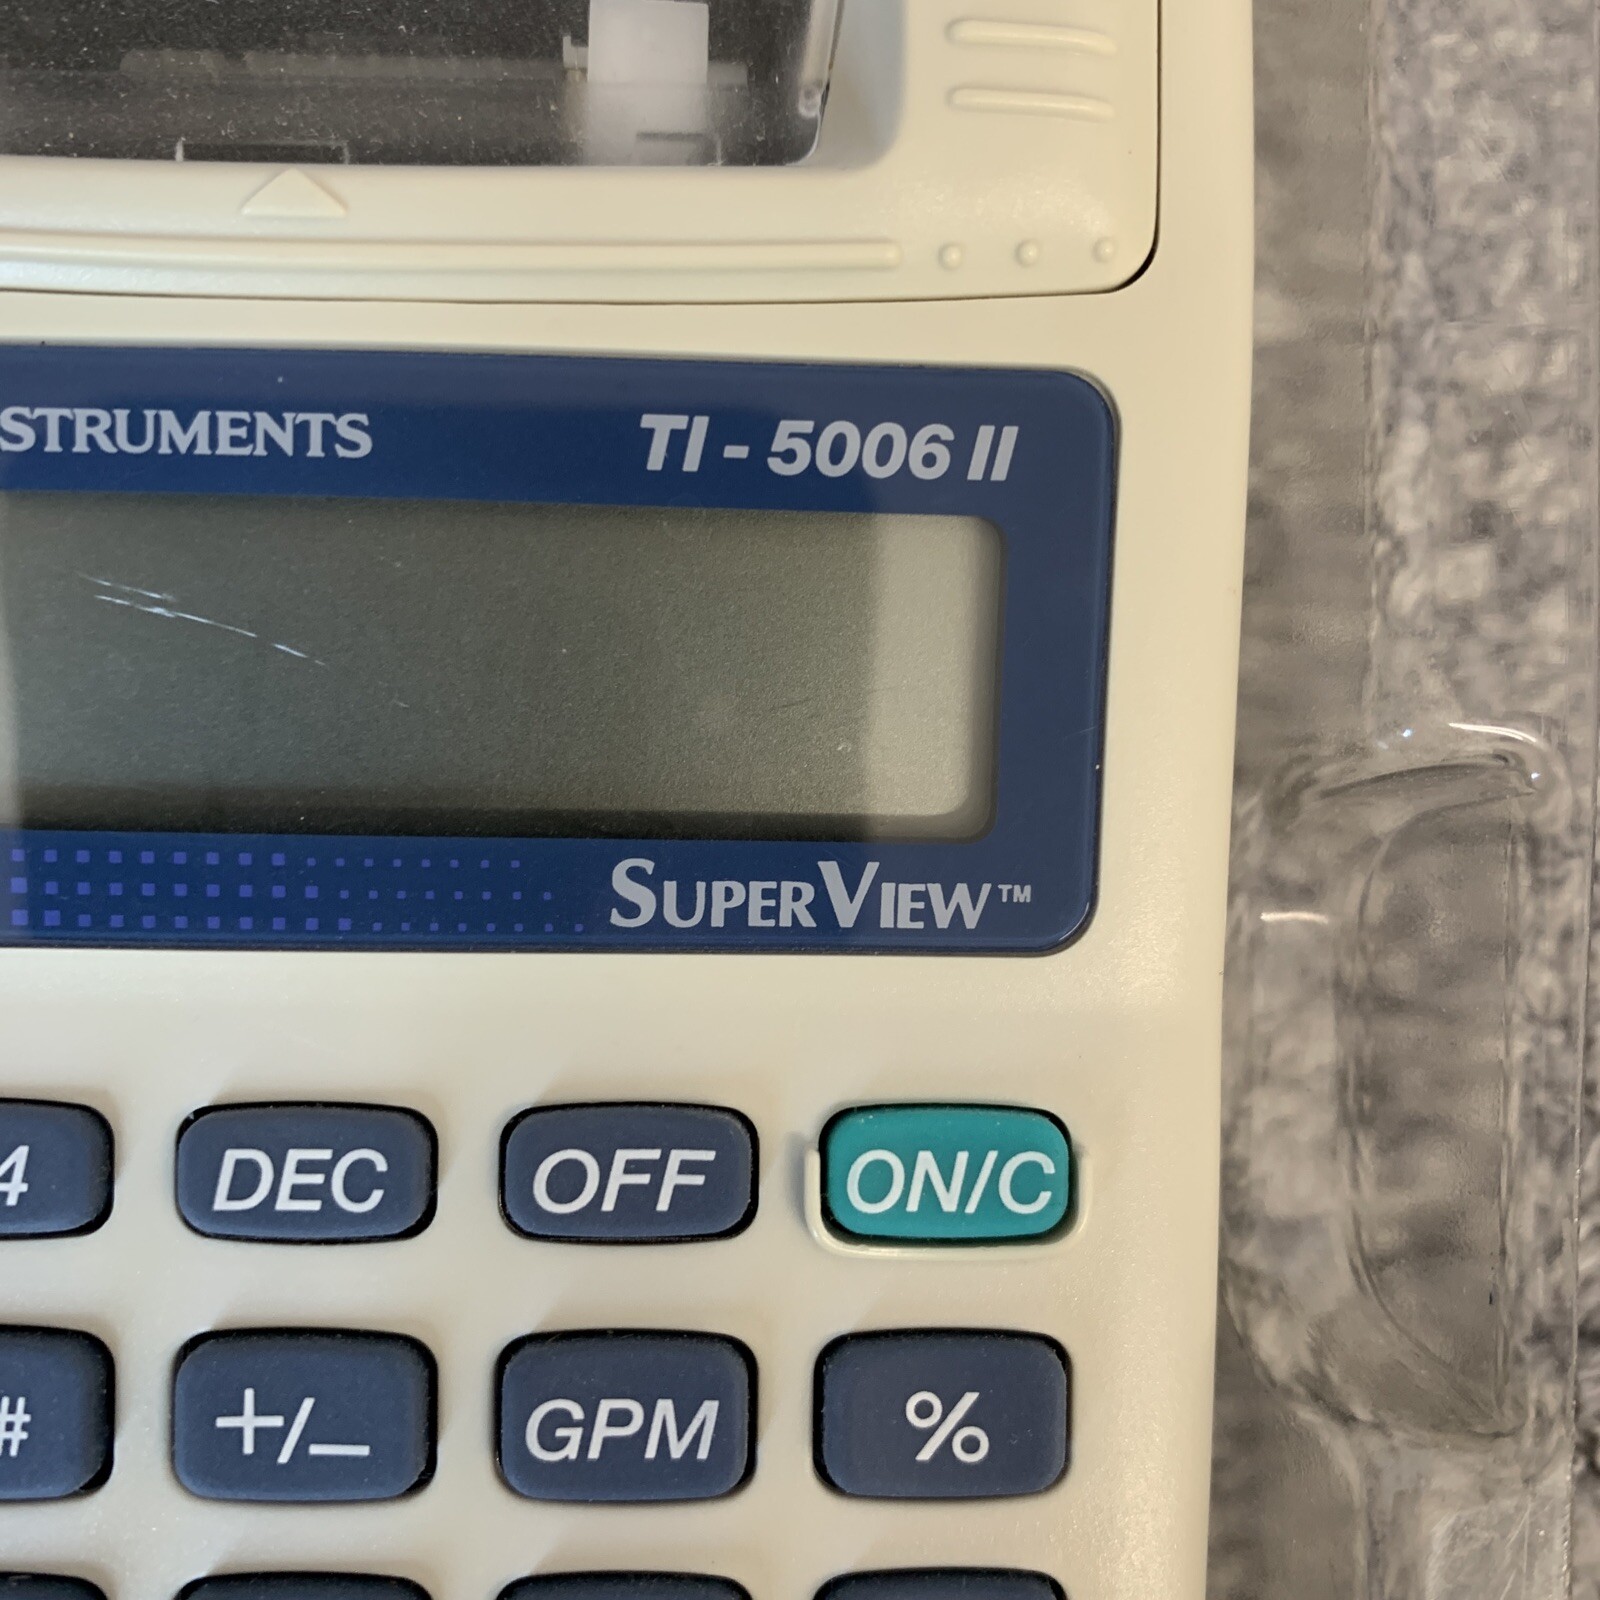 STRUMENTS TI - 5006 II
SUPERVIEW™
4 DEC OFF ON/C
# +/− GPM %